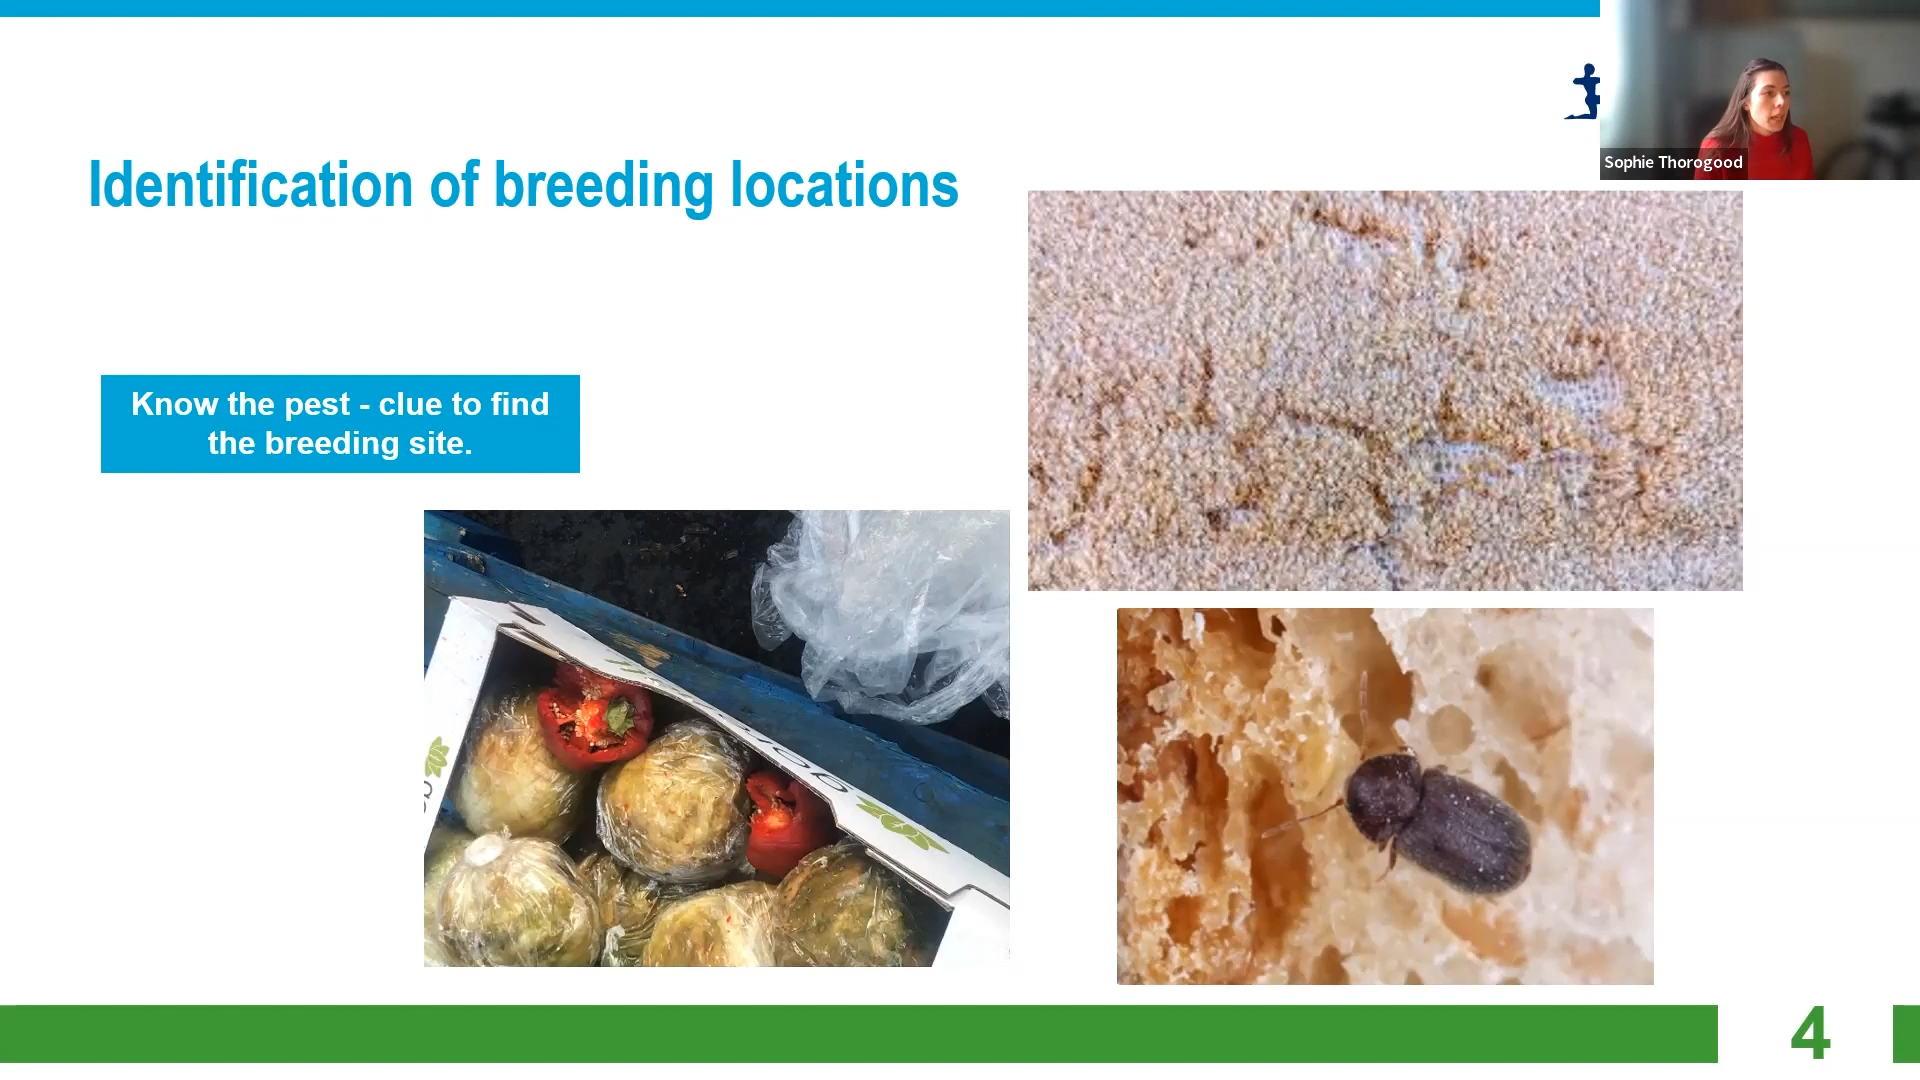 Sophie Thorogood
Identification of breeding locations
Know the pest - clue to find
the breeding site.
4